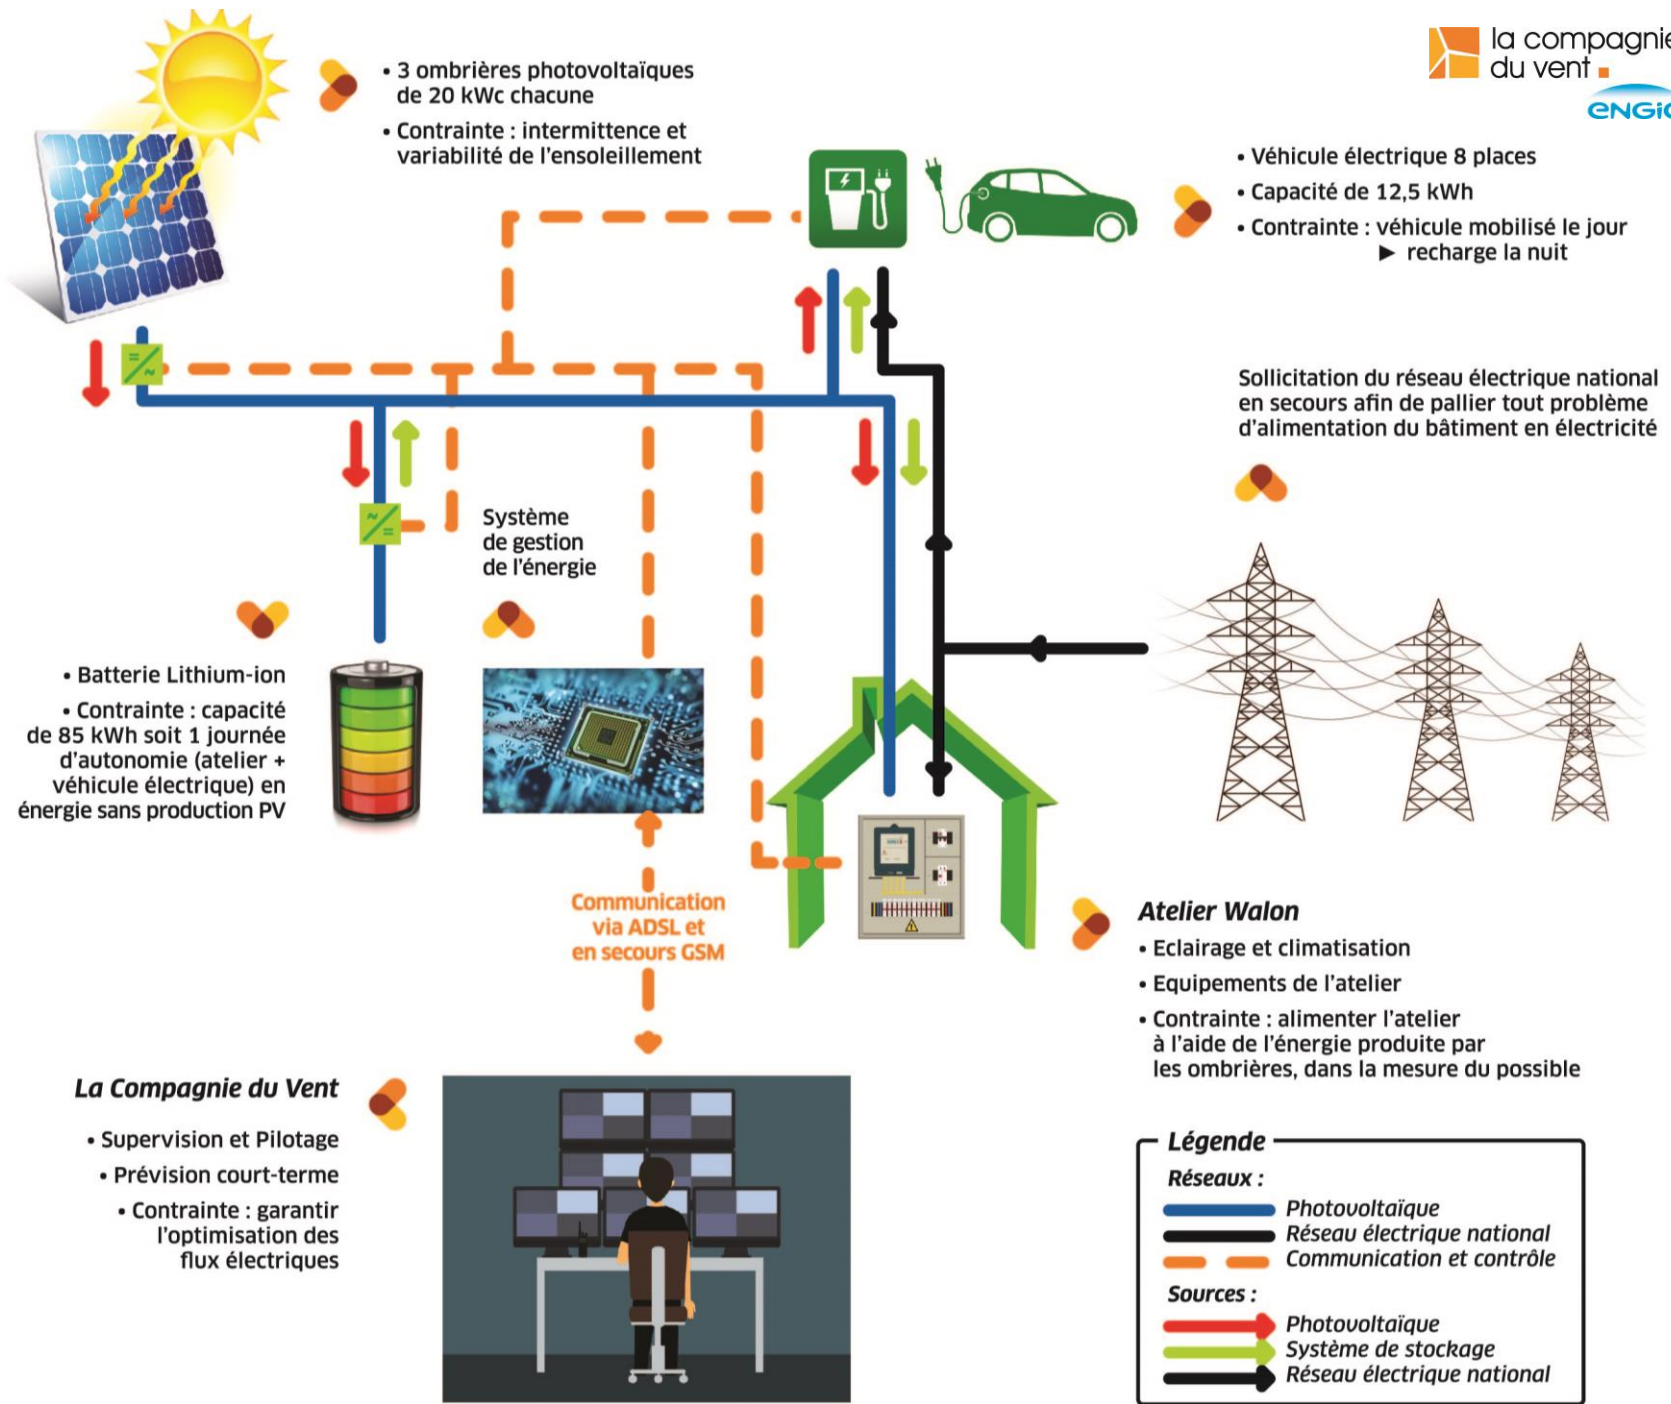 la compagnie
du vent
ENGIE
• 3 ombrières photovoltaïques
de 20 kWc chacune
• Contrainte : intermittence et
variabilité de l'ensoleillement
• Véhicule électrique 8 places
• Capacité de 12,5 kWh
• Contrainte : véhicule mobilisé le jour
► recharge la nuit
Sollicitation du réseau électrique national
en secours afin de pallier tout problème
d'alimentation du bâtiment en électricité
Système
de gestion
de l'énergie
• Batterie Lithium-ion
• Contrainte : capacité
de 85 kWh soit 1 journée
d'autonomie (atelier +
véhicule électrique) en
énergie sans production PV
Communication
via ADSL et
en secours GSM
Atelier Walon
• Eclairage et climatisation
• Equipements de l'atelier
• Contrainte : alimenter l'atelier
à l'aide de l'énergie produite par
les ombrières, dans la mesure du possible
La Compagnie du Vent
• Supervision et Pilotage
• Prévision court-terme
• Contrainte : garantir
l'optimisation des
flux électriques
Légende
Réseaux :
Photovoltaïque
Réseau électrique national
Communication et contrôle
Sources :
Photovoltaïque
Système de stockage
Réseau électrique national